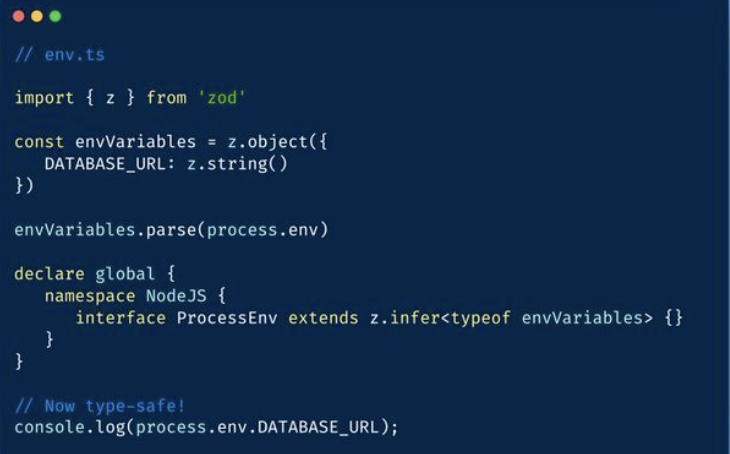 // env.ts
import { z } from 'zod'
const envVariables = z.object({
DATABASE_URL: z.string()
})
envVariables.parse(process.env)
declare global {
namespace NodeJS {
interface ProcessEnv extends z.infer<typeof envVariables> {}
}
}
// Now type-safe!
console.log(process.env.DATABASE_URL);